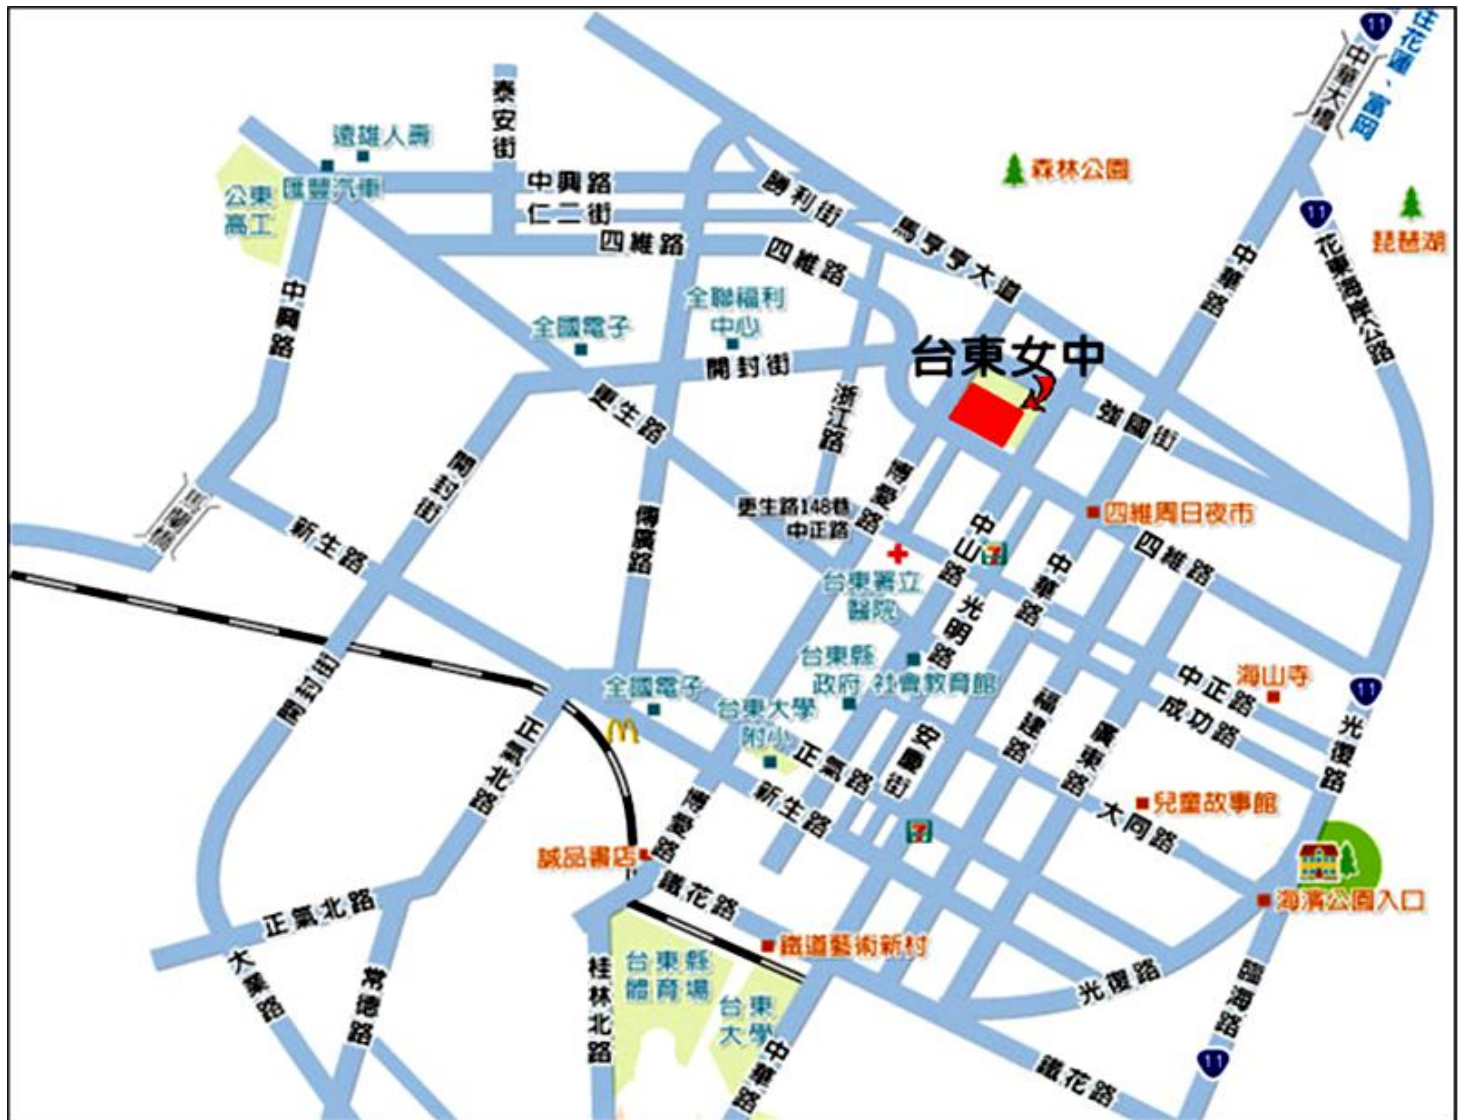 11
往花蓮、富岡
中華大橋
泰安街
遠雄人壽
匯豐汽車
公東
高工
中興路
仁二街
四維路
勝利街
四維路
馬亨亨大道
森林公園
11
琵琶湖
中華路
花東海岸公路
中興路
全國電子
全聯福利
中心
開封街
台東女中
更生路
浙江路
強國街
開封街
博愛路
馬蘭橋
新生路
傳廣路
更生路148巷
中正路
中山路
7
四維周日夜市
四維路
台東署立
醫院
光明路
中華路
開封街
台東縣
政府
社會教育館
中正路
海山寺
成功路
11
光復路
全國電子
台東大學
附小
正氣北路
正氣路
安慶街
福建路
廣東路
新生路
7
大同路
兒童故事館
博愛路
誠品書店
鐵花路
海濱公園入口
正氣北路
大業路
常德路
桂林北路
台東縣
體育場
台東
大學
鐵道藝術新村
光復路
臨海路
中華路
鐵花路
11